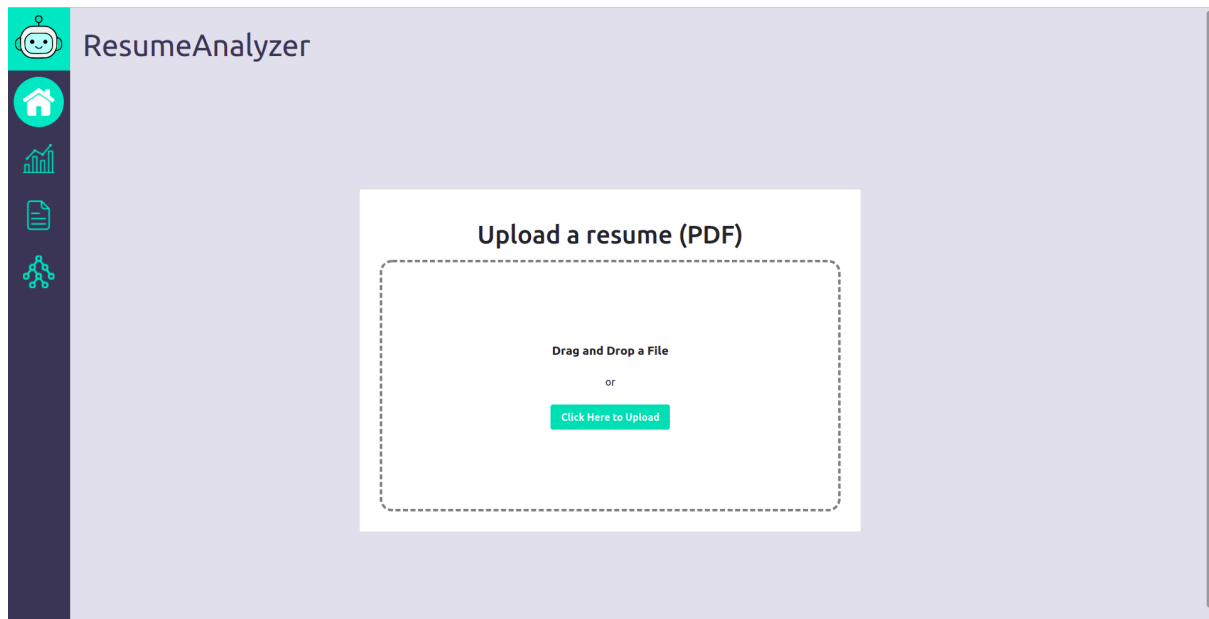 ResumeAnalyzer
Upload a resume (PDF)
Drag and Drop a File
or
Click Here to Upload